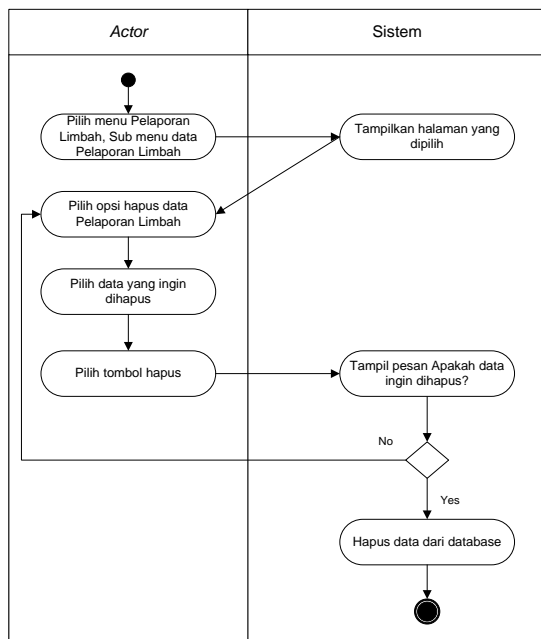 Actor
Sistem
Pilih menu Pelaporan
Limbah, Sub menu data
Pelaporan Limbah
Tampilkan halaman yang
dipilih
Pilih opsi hapus data
Pelaporan Limbah
Pilih data yang ingin
dihapus
Pilih tombol hapus
Tampil pesan Apakah data
ingin dihapus?
No
Yes
Hapus data dari database